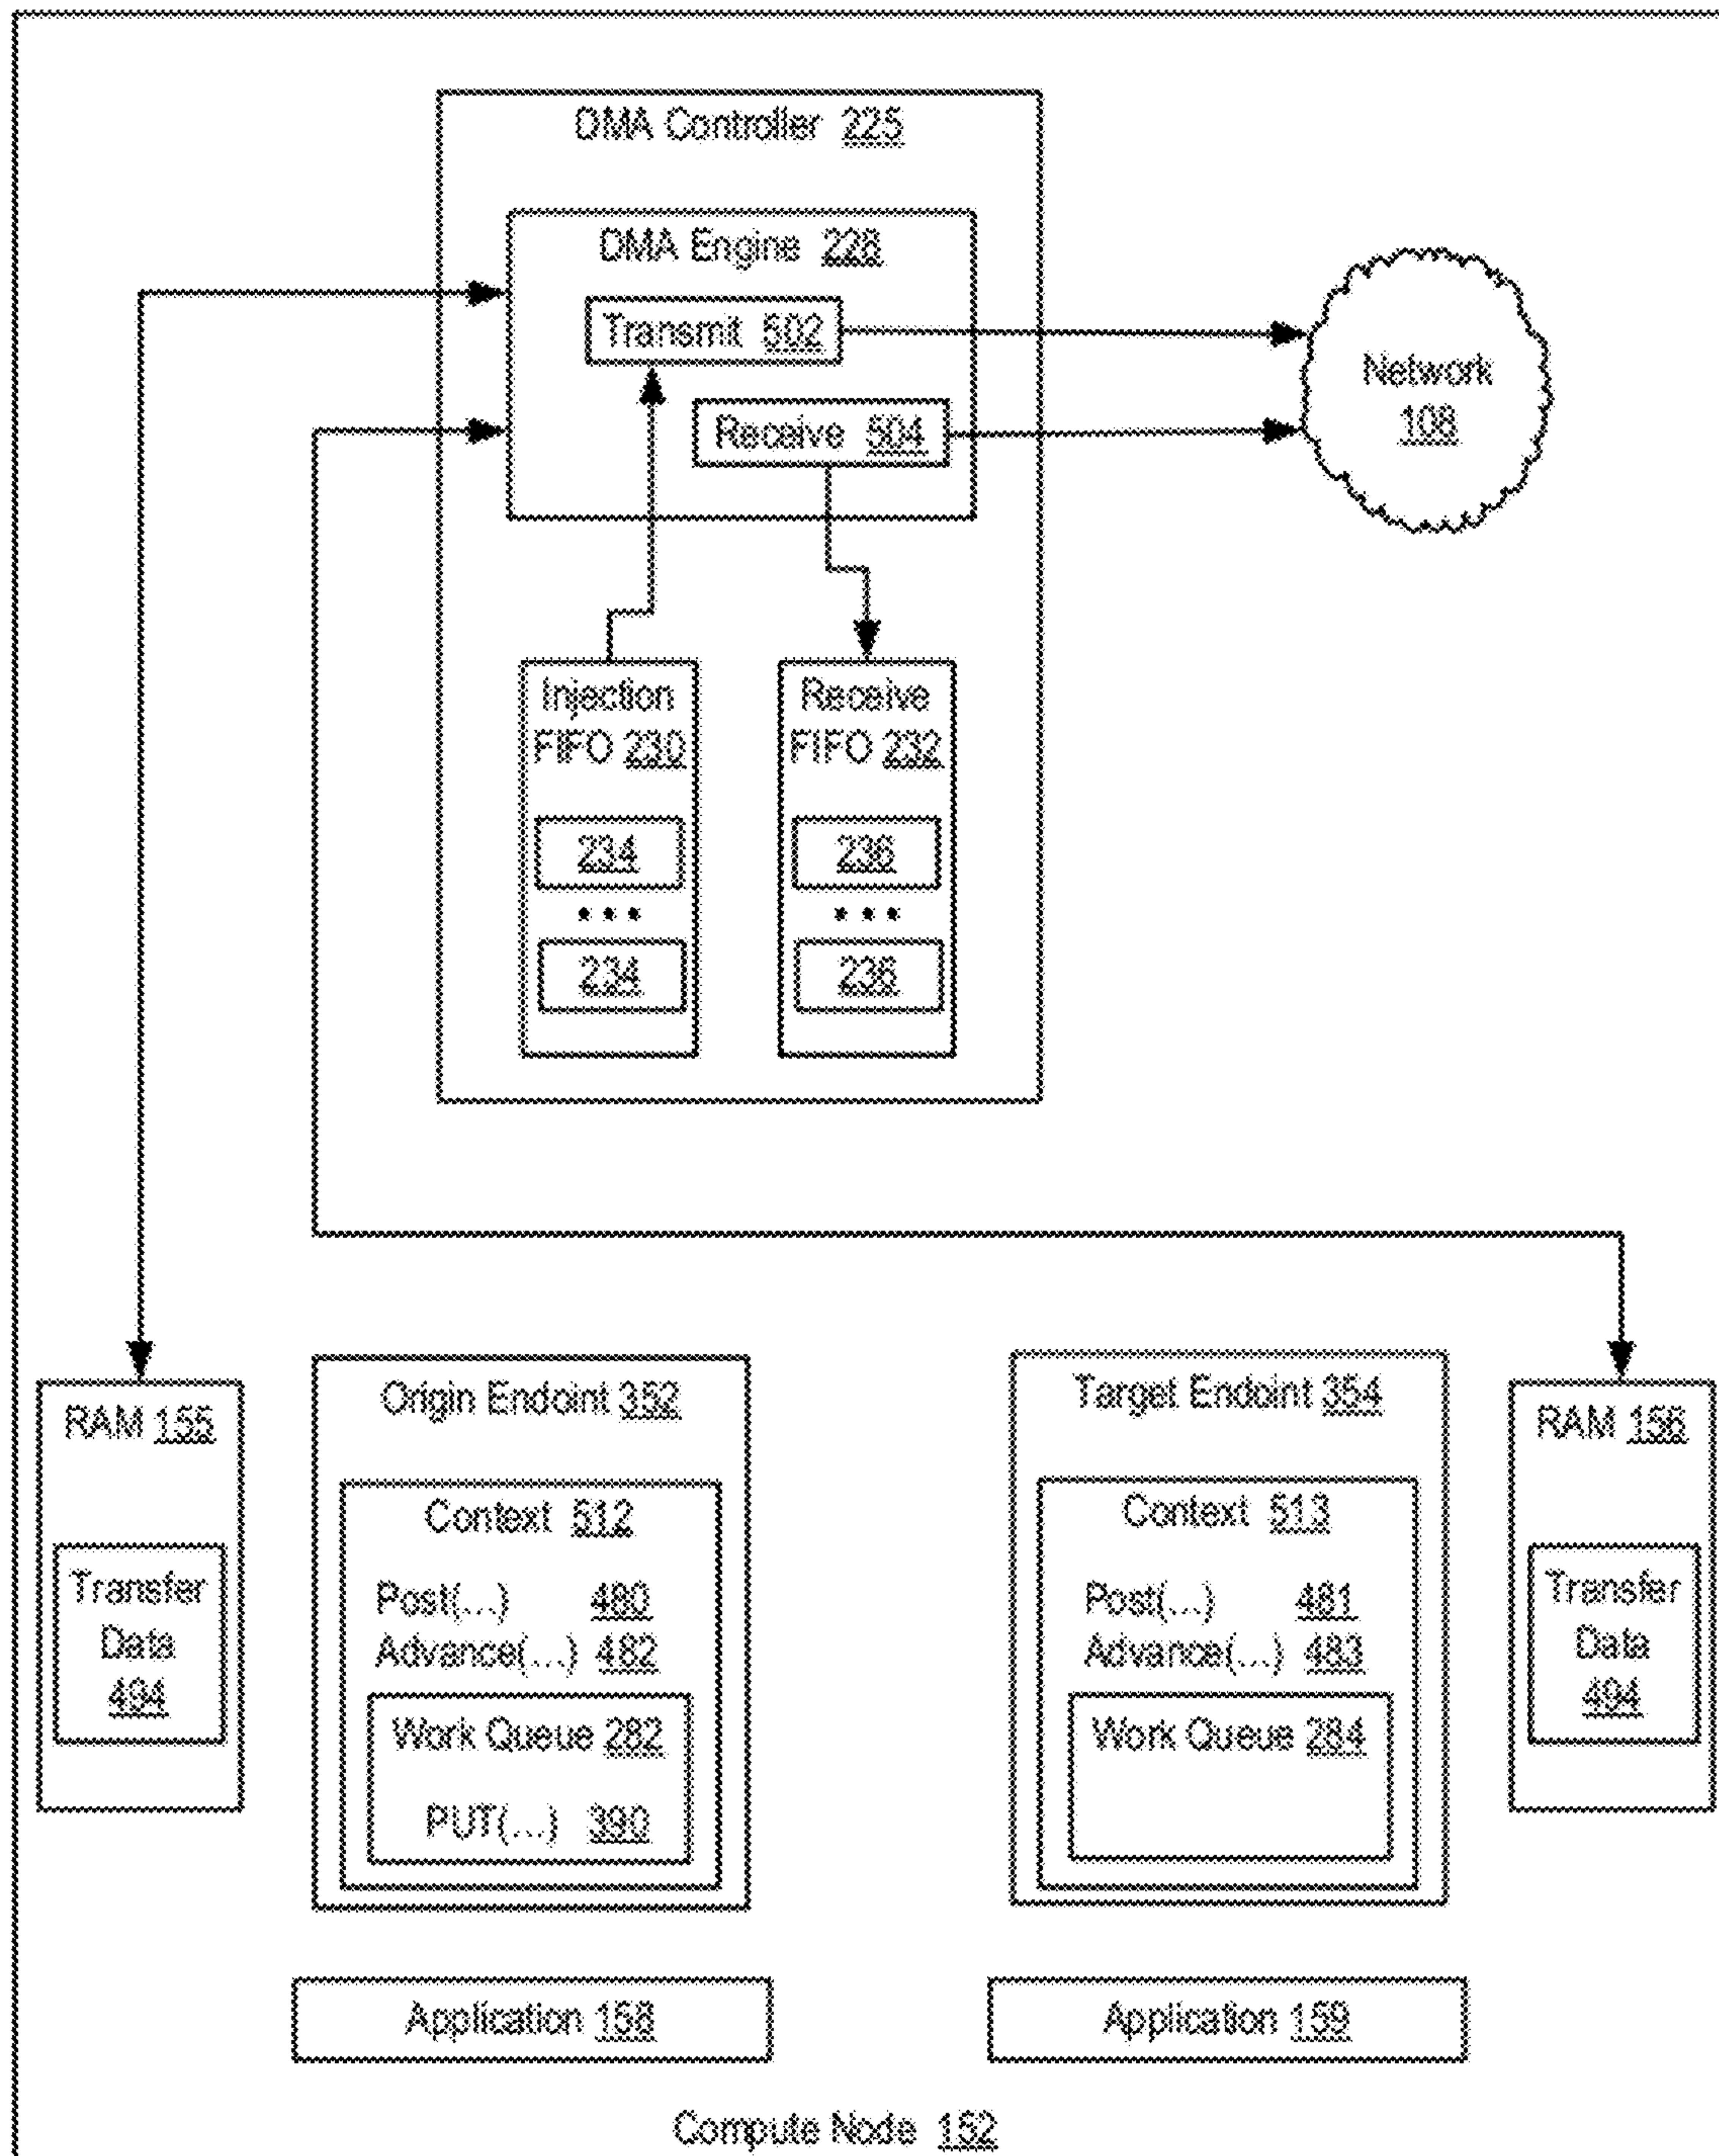 DMA Controller 225
DMA Engine 228
Transmit 502
Receive 504
Network
108
Injection
FIFO 230
234
• • •
234
Receive
FIFO 232
236
• • •
236
RAM 155
Transfer
Data
494
Origin Endoint 352
Context 512
Post(...) 480
Advance(...) 482
Work Queue 282
PUT(...) 390
Target Endoint 354
Context 513
Post(...) 481
Advance(...) 483
Work Queue 284
RAM 156
Transfer
Data
494
Application 158
Application 159
Compute Node 152